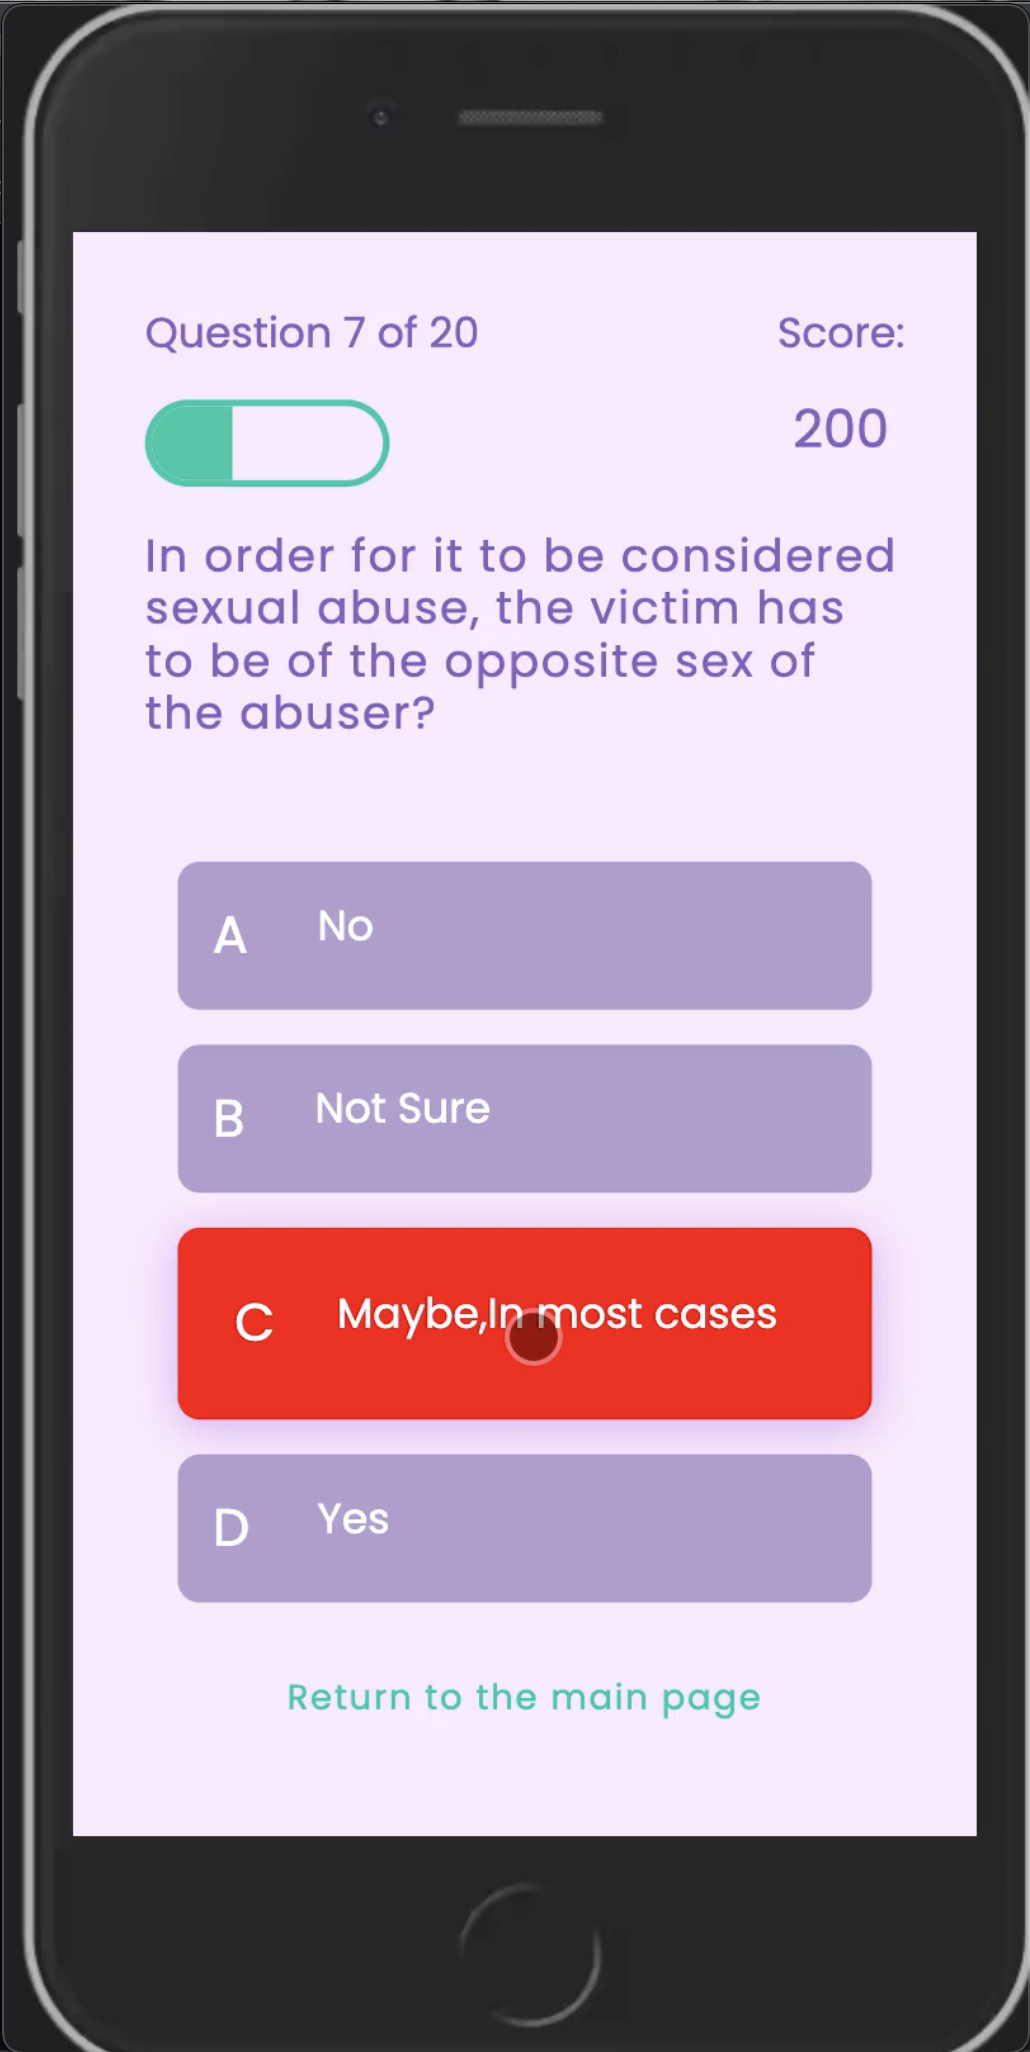 Question 7 of 20
Score:
200
In order for it to be considered
sexual abuse, the victim has
to be of the opposite sex of
the abuser?
A No
B Not Sure
C Maybe,In most cases
D Yes
Return to the main page